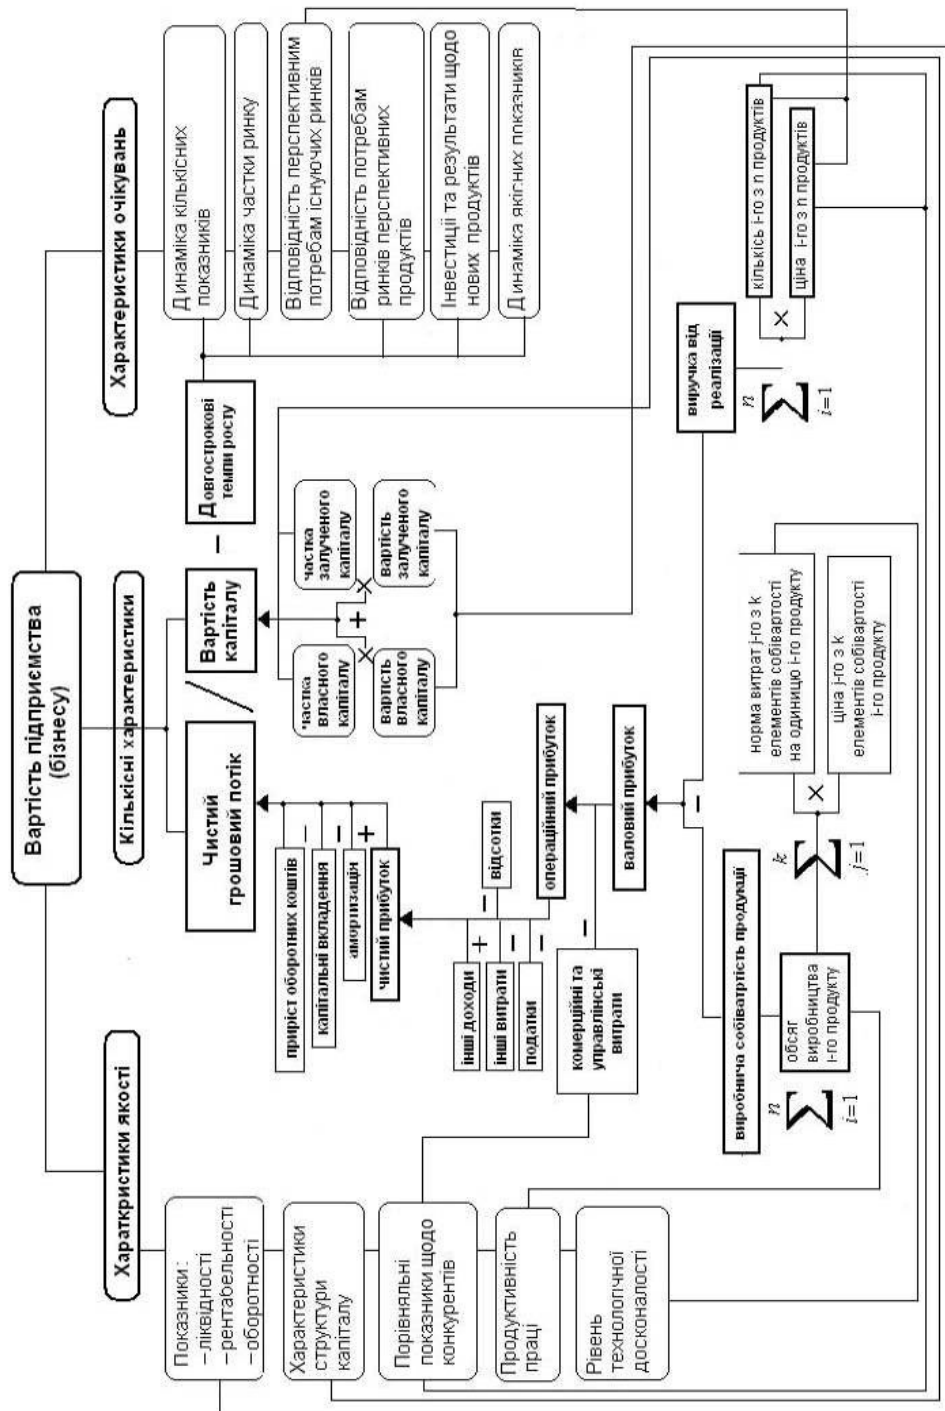 Вартість підприємства
(бізнесу)
Хараткристики якості
Кількісні характеристики
Характеристики очікувань
Показники:
– ліквідності
– рентабельності
– оборотності
Характеристики
структури
капіталу
Порівняльні
показники щодо
конкурентів
Продуктивність
праці
Рівень
технологічної
досконалості
Чистий
грошовий потік
/
Вартість
капіталу
–
Довгострокові
темпи росту
Динаміка кількісних
показників
Динаміка частки ринку
Відповідність перспективним
потребам існуючих ринків
Відповідність потребам
ринків перспективних
продуктів
Інвестиції та результати щодо
нових продуктів
Динаміка якісних показників
приріст оборотних коштів
–
капітальні вкладення
–
амортизація
+
чистий прибуток
частка
власного
капіталу
частка
залученого
капіталу
×
+
×
вартість
власного
капіталу
вартість
залученого
капіталу
інші доходи
+
–
відсотки
інші витрати
–
податки
–
операційний прибуток
комерційні та
управлінські
витрати
–
валовий прибуток
–
виробнича собіватртість продукції
виручка від
реалізації
n
∑
i=1
обсяг
виробництва
і-го продукту
k
∑
j=1
×
норма витрат j-го з k
елементів собівартості
на одиницю і-го продукту
ціна j-го з k
елементів собівартості
і-го продукту
n
∑
i=1
×
кількісь і-го з n продуктів
ціна і-го з n продуктів